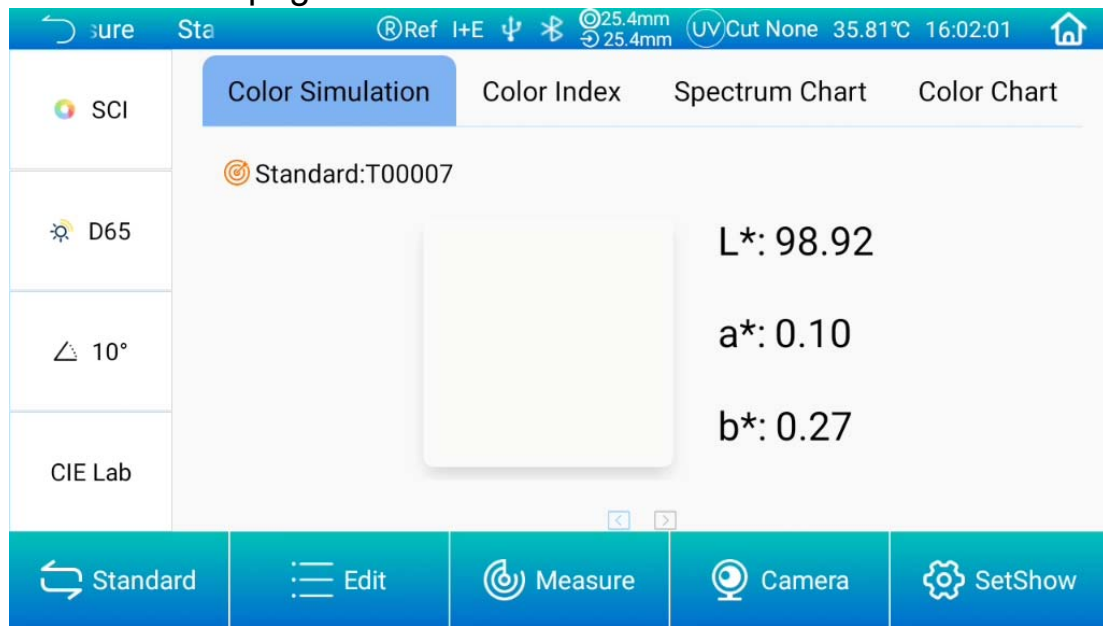 sure Sta ®Ref I+E 25.4mm 25.4mm UV Cut None 35.81℃ 16:02:01
Color Simulation Color Index Spectrum Chart Color Chart
SCI
D65
10°
CIE Lab
Standard:T00007
L*: 98.92
a*: 0.10
b*: 0.27
< >
Standard Edit Measure Camera SetShow